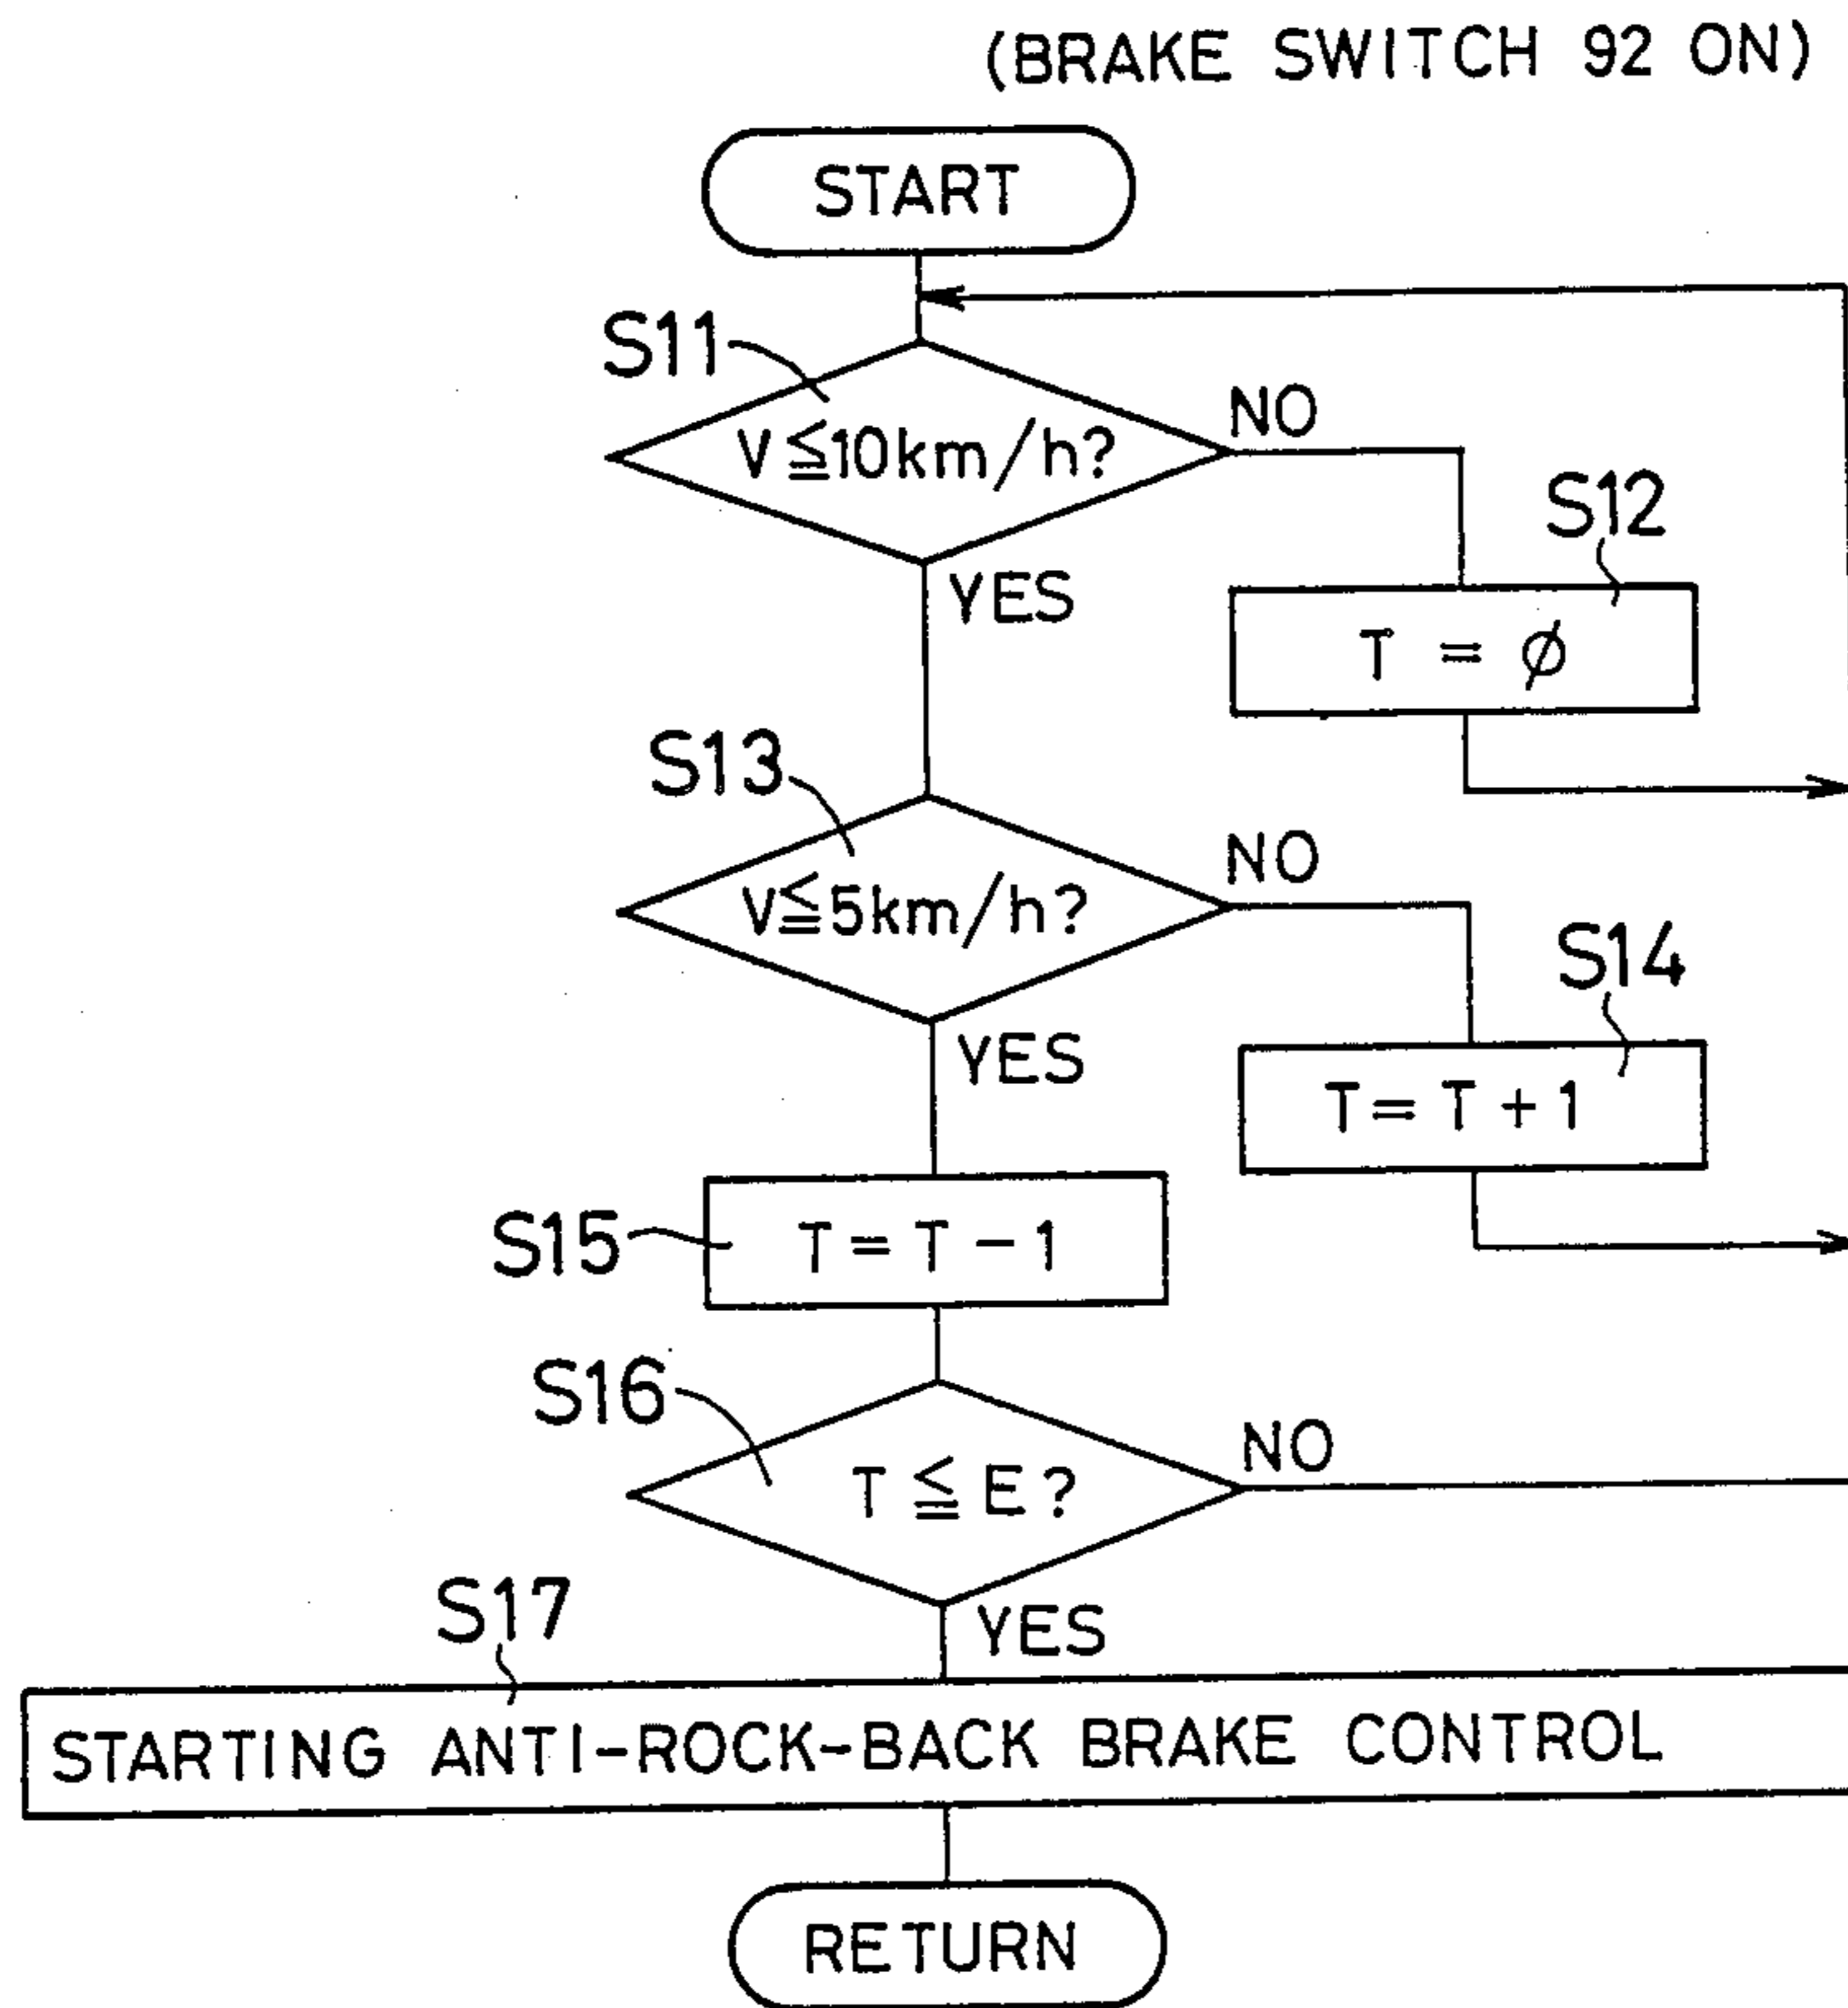 (BRAKE SWITCH 92 ON)
START
S11
V≦10km/h?
NO
S12
YES
T = ∅
S13
V≦5km/h?
NO
S14
YES
T = T + 1
S15
T = T - 1
S16
T ≦ E?
NO
S17
YES
STARTING ANTI-ROCK-BACK BRAKE CONTROL
RETURN